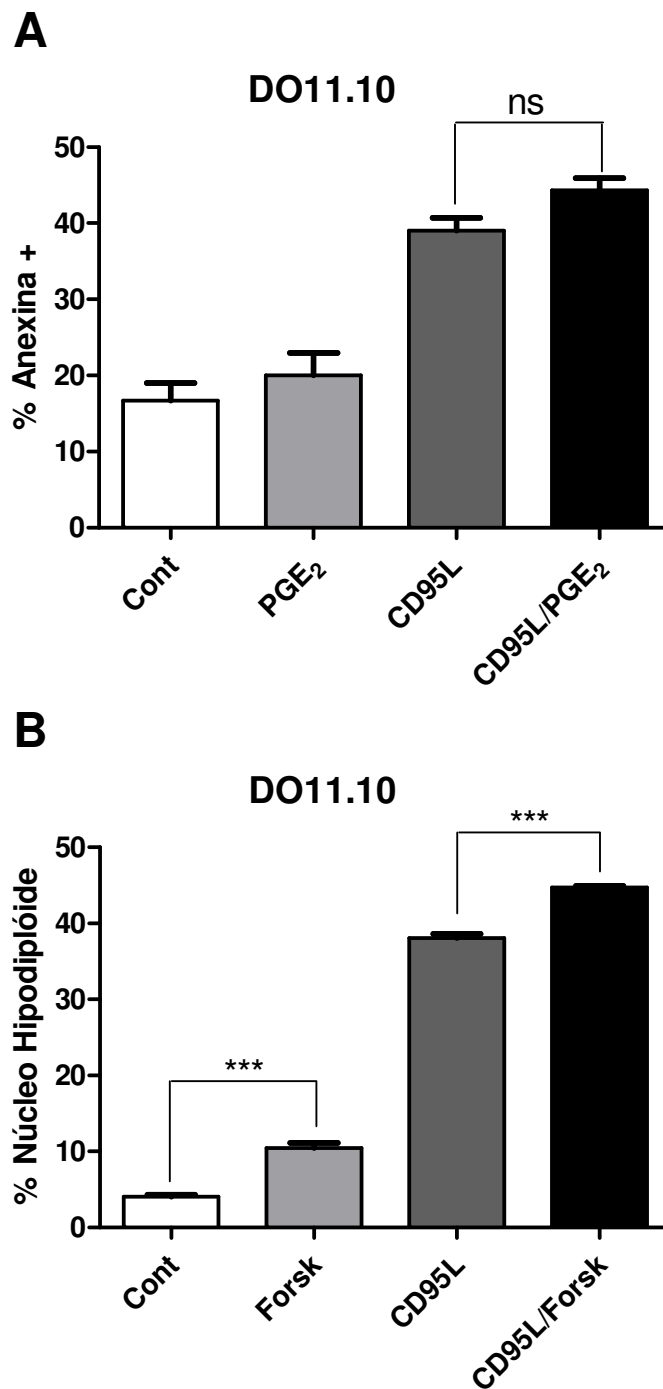 A
DO11.10
ns
50
40
30
20
10
0
% Anexina +
Cont
PGE₂
CD95L
CD95L/PGE₂
B
DO11.10
***
***
50
40
30
20
10
0
% Núcleo Hipodiplóide
Cont
Forsk
CD95L
CD95L/Forsk